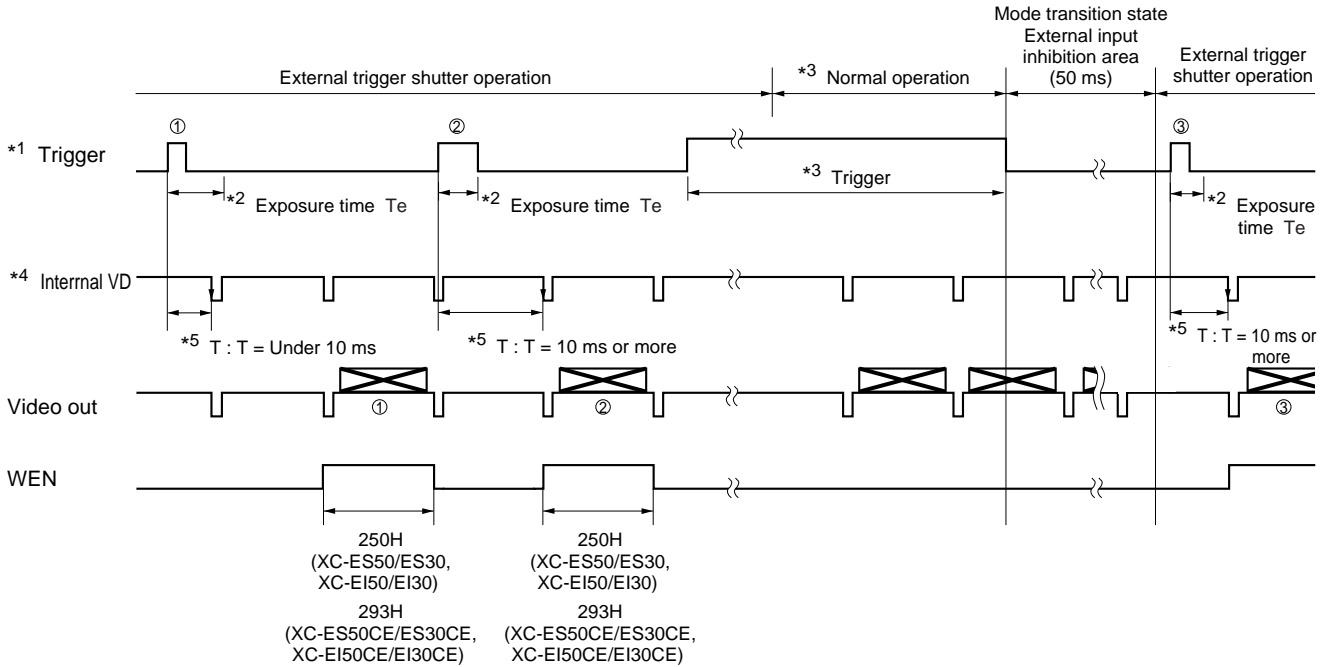 Mode transition state
External input
inhibition area
(50 ms)
External trigger shutter operation
*3 Normal operation
External trigger
shutter operation
① ② ③
*1 Trigger
*3 Trigger
*2 Exposure time Te
*2 Exposure time Te
*2 Exposure
time Te
*4 Interrnal VD
*5 T : T = Under 10 ms
*5 T : T = 10 ms or more
*5 T : T = 10 ms or
more
Video out
① ② ③
WEN
250H
(XC-ES50/ES30,
XC-EI50/EI30)
293H
(XC-ES50CE/ES30CE,
XC-EI50CE/EI30CE)
250H
(XC-ES50/ES30,
XC-EI50/EI30)
293H
(XC-ES50CE/ES30CE,
XC-EI50CE/EI30CE)